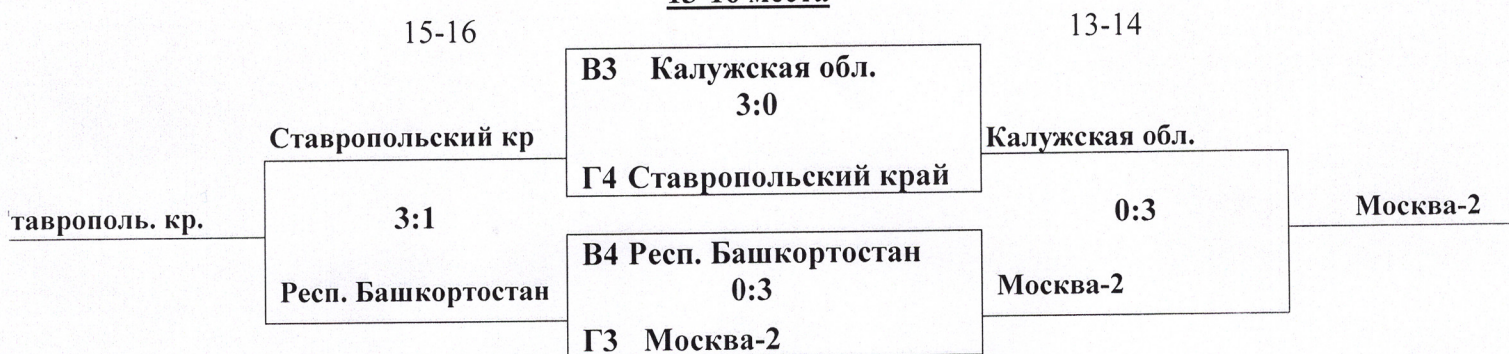 15-16
13-14
В3 Калужская обл.
3:0
Ставропольский кр
Калужская обл.
Г4 Ставропольский край
таврополь. кр.
3:1
0:3
Москва-2
В4 Респ. Башкортостан
0:3
Респ. Башкортостан
Москва-2
Г3 Москва-2